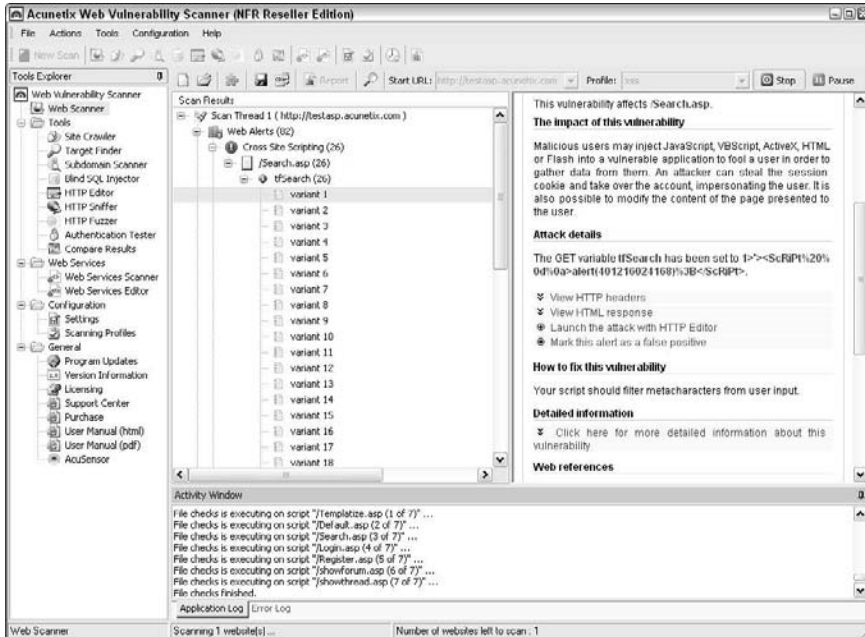 Acunetix Web Vulnerability Scanner (NFR Reseller Edition)
File Actions Tools Configuration Help
New Scan
Tools Explorer
Report
Start URL: http://testasp.acunetix.com
Profile: xss
Stop
Pause
Web Vulnerability Scanner
Web Scanner
Tools
Site Crawler
Target Finder
Subdomain Scanner
Blind SQL Injector
HTTP Editor
HTTP Sniffer
HTTP Fuzzer
Authentication Tester
Compare Results
Web Services
Web Services Scanner
Web Services Editor
Configuration
Settings
Scanning Profiles
General
Program Updates
Version Information
Licensing
Support Center
Purchase
User Manual (html)
User Manual (pdf)
AcuSensor
Scan Results
Scan Thread 1 ( http://testasp.acunetix.com )
Web Alerts (82)
Cross Site Scripting (26)
/Search.asp (26)
tfSearch (26)
variant 1
variant 2
variant 3
variant 4
variant 5
variant 6
variant 7
variant 8
variant 9
variant 10
variant 11
variant 12
variant 13
variant 14
variant 15
variant 16
variant 17
variant 18
This vulnerability affects /Search.asp.
The impact of this vulnerability
Malicious users may inject JavaScript, VBScript, ActiveX, HTML
or Flash into a vulnerable application to fool a user in order to
gather data from them. An attacker can steal the session
cookie and take over the account, impersonating the user. It is
also possible to modify the content of the page presented to
the user.
Attack details
The GET variable tfSearch has been set to 1>'><ScRiPt%20%
0d%0a>alert(401216024168)%3B</ScRiPt>.
View HTTP headers
View HTML response
Launch the attack with HTTP Editor
Mark this alert as a false positive
How to fix this vulnerability
Your script should filter metacharacters from user input.
Detailed information
Click here for more detailed information about this
vulnerability
Web references
Activity Window
File checks is executing on script "/Templatize.asp (1 of 7)" ...
File checks is executing on script "/Default.asp (2 of 7)" ...
File checks is executing on script "/Search.asp (3 of 7)" ...
File checks is executing on script "/Login.asp (4 of 7)" ...
File checks is executing on script "/Register.asp (5 of 7)" ...
File checks is executing on script "/showforum.asp (6 of 7)" ...
File checks is executing on script "/showthread.asp (7 of 7)" ...
File checks finished.
Application Log Error Log
Web Scanner
Scanning 1 website(s) ...
Number of websites left to scan : 1